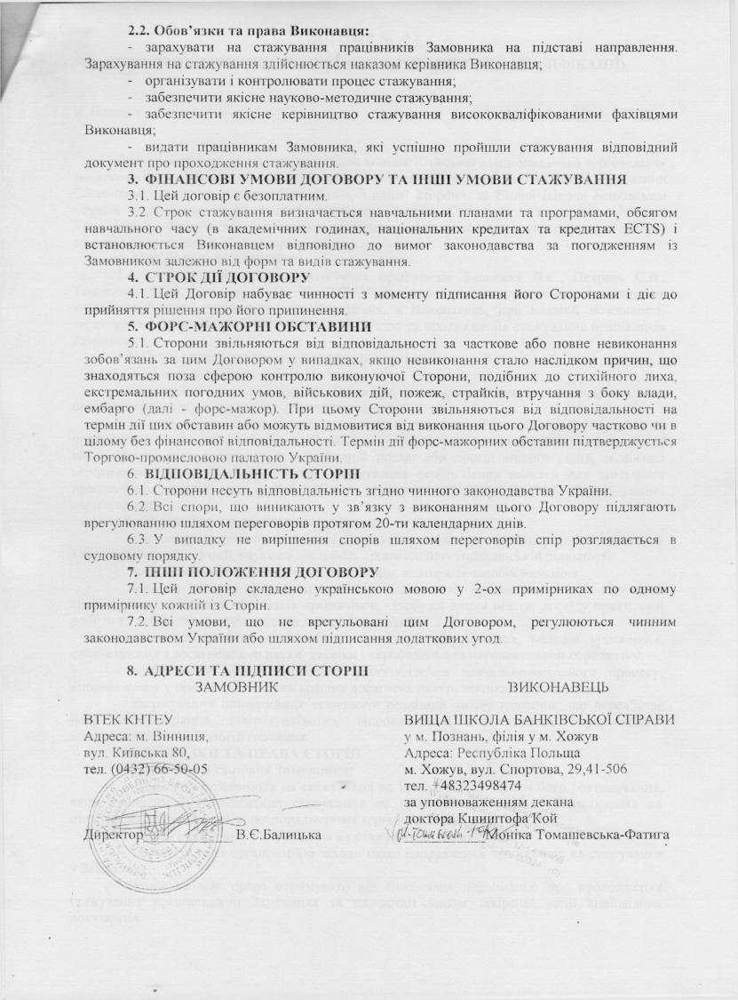 2.2. Обов’язки та права Виконавця:
- зарахувати на стажування працівників Замовника на підставі направлення.
Зарахування на стажування здійснюється наказом керівника Виконавця;
- організувати і контролювати процес стажування;
- забезпечити якісне науково-методичне стажування;
- забезпечити якісне керівництво стажування висококваліфікованими фахівцями
Виконавця;
- видати працівникам Замовника, які успішно пройшли стажування відповідний
документ про проходження стажування.
3. ФІНАНСОВІ УМОВИ ДОГОВОРУ ТА ІНШІ УМОВИ СТАЖУВАННЯ
3.1. Цей договір є безоплатним.
3.2. Строк стажування визначається навчальними планами та програмами, обсягом
навчального часу (в академічних годинах, національних кредитах та кредитах ECTS) і
встановлюється Виконавцем відповідно до вимог законодавства за погодженням із
Замовником залежно від форм та видів стажування.
4. СТРОК ДІЇ ДОГОВОРУ
4.1. Цей Договір набуває чинності з моменту підписання його Сторонами і діє до
прийняття рішення про його припинення.
5. ФОРС-МАЖОРНІ ОБСТАВИНИ
5.1. Сторони звільняються від відповідальності за часткове або повне невиконання
зобов’язань за цим Договором у випадках, якщо невиконання стало наслідком причин, що
знаходяться поза сферою контролю виконуючої Сторони, подібних до стихійного лиха,
екстремальних погодних умов, військових дій, пожеж, страйків, втручання з боку влади,
ембарго (далі - форс-мажор). При цьому Сторони звільняються від відповідальності на
термін дії цих обставин або можуть відмовитися від виконання цього Договору частково чи в
цілому без фінансової відповідальності. Термін дії форс-мажорних обставин підтверджується
Торгово-промисловою палатою України.
6. ВІДПОВІДАЛЬНІСТЬ СТОРІН
6.1. Сторони несуть відповідальність згідно чинного законодавства України.
6.2. Всі спори, що виникають у зв’язку з виконанням цього Договору підлягають
врегулюванню шляхом переговорів протягом 20-ти календарних днів.
6.3. У випадку не вирішення спорів шляхом переговорів спір розглядається в
судовому порядку.
7. ІНШІ ПОЛОЖЕННЯ ДОГОВОРУ
7.1. Цей договір складено українською мовою у 2-ох примірниках по одному
примірнику кожній із Сторін.
7.2. Всі умови, що не врегульовані цим Договором, регулюються чинним
законодавством України або шляхом підписання додаткових угод.
8. АДРЕСИ ТА ПІДПИСИ СТОРІН
ЗАМОВНИК
ВТЕК КНТЕУ
Адреса: м. Вінниця,
вул. Київська 80,
тел. (0432) 66-50-05
Директор В.Є.Балицька
ВИКОНАВЕЦЬ
ВИЩА ШКОЛА БАНКІВСЬКОЇ СПРАВИ
у м. Познань, філія у м. Хожув
Адреса: Республіка Польща
м. Хожув, вул. Спортова, 29,41-506
тел. +48323498474
за уповноваженням декана
доктора Кшиштофа Кой
Моніка Томашевська-Фатига